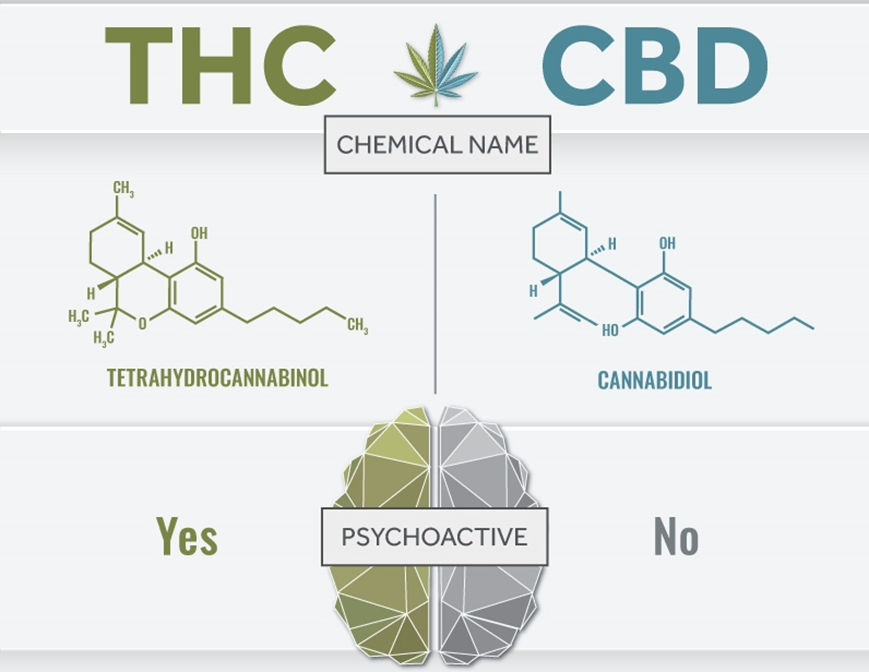 THC CBD
CHEMICAL NAME
CH3
H
OH
H
H3C
H3C
O
CH3
TETRAHYDROCANNABINOL
H
OH
H
HO
CANNABIDIOL
Yes
PSYCHOACTIVE
No